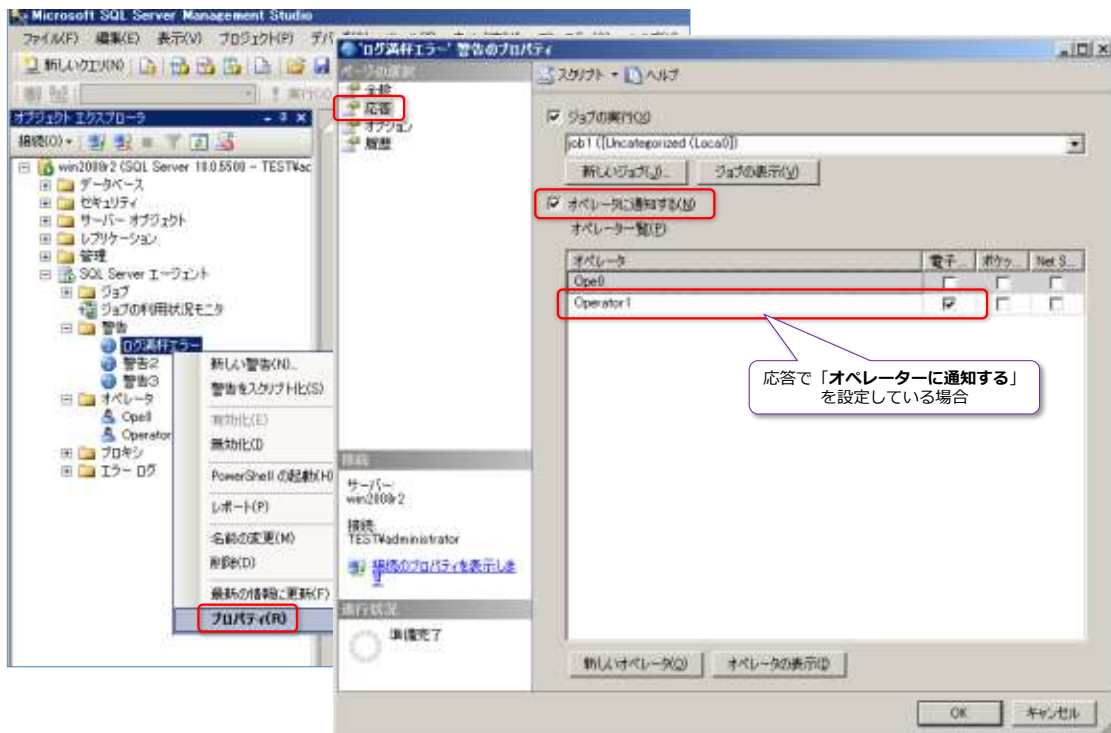 Microsoft SQL Server Management Studio
ファイル(F) 編集(E) 表示(V) プロジェクト(P) デバ
新しいクエリ(N)
オブジェクト エクスプローラ
接続(O)
win2008r2 (SQL Server 10.0.5500 - TEST¥ac
データベース
セキュリティ
サーバー オブジェクト
レプリケーション
管理
SQL Server エージェント
ジョブ
ジョブの利用状況モニタ
警告
ログ満杯エラー
警告2
警告3
オペレータ
Ope0
Operator
プロキシ
エラー ログ
新しい警告(N)...
警告をスクリプト化(S)
有効化(E)
無効化(I)
PowerShell の起動(H)
レポート(P)
名前の変更(M)
削除(D)
最新の情報に更新(F)
プロパティ(R)
'ログ満杯エラー' 警告のプロパティ
ページの選択
全般
応答
オプション
履歴
スクリプト
ヘルプ
ジョブの実行(X)
job1 ([Uncategorized (Local)])
新しいジョブ(J)...
ジョブの表示(V)
オペレータに通知する(N)
オペレーター覧(P)
オペレータ 電子... ポケッ... Net S...
Ope0
Operator1
応答で「オペレーターに通知する」
を設定している場合
接続
サーバー:
win2008r2
接続:
TEST¥administrator
接続のプロパティを表示しま
す
進行状況
準備完了
新しいオペレータ(O)
オペレータの表示(I)
OK
キャンセル